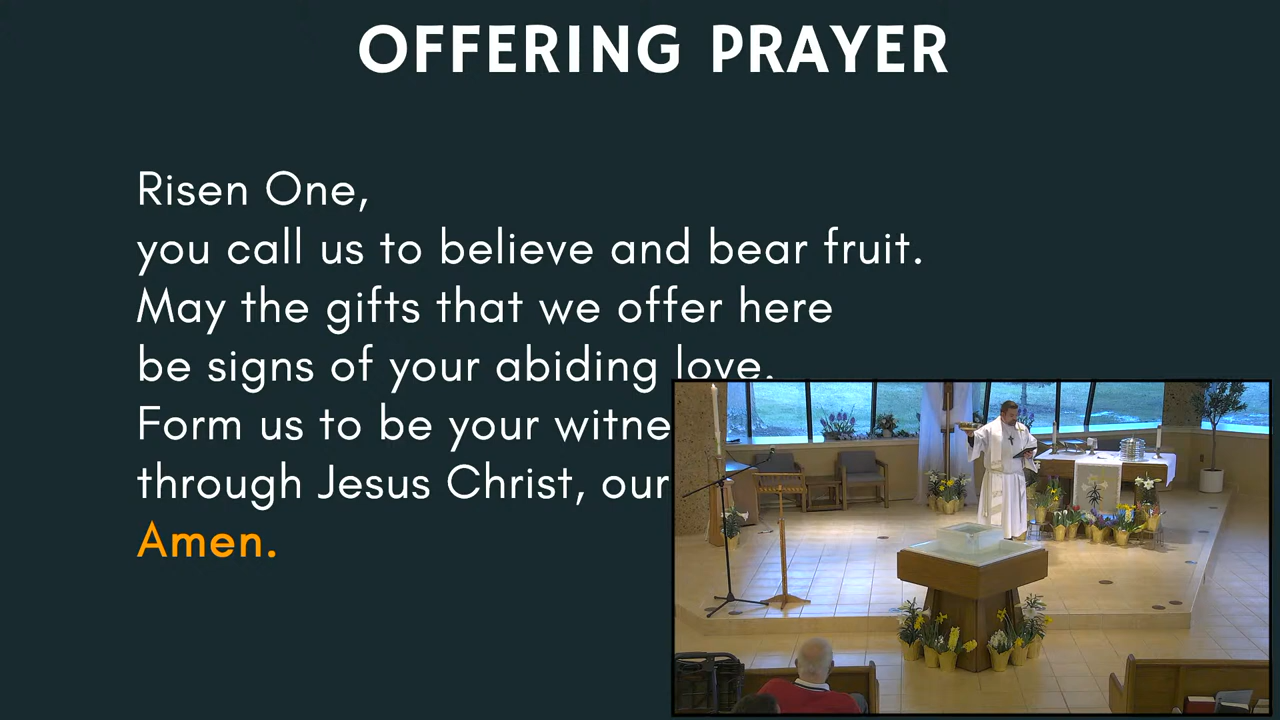 OFFERING PRAYER
Risen One,
you call us to believe and bear fruit.
May the gifts that we offer here
be signs of your abiding love.
Form us to be your
through Jesus Christ, our
Amen.